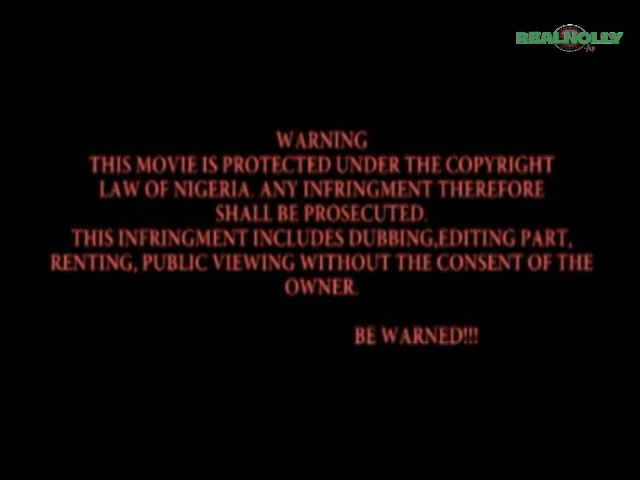 REALNOLLY
WARNING
THIS MOVIE IS PROTECTED UNDER THE COPYRIGHT
LAW OF NIGERIA. ANY INFRINGMENT THEREFORE
SHALL BE PROSECUTED.
THIS INFRINGMENT INCLUDES DUBBING,EDITING PART,
RENTING, PUBLIC VIEWING WITHOUT THE CONSENT OF THE
OWNER.
BE WARNED!!!